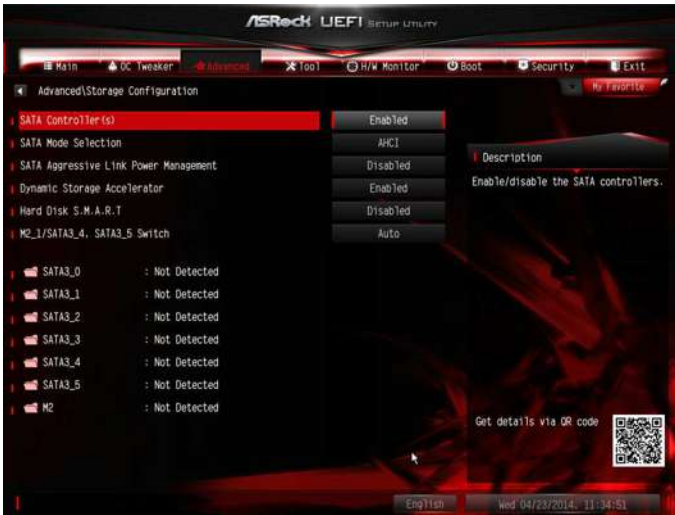 ASRock UEFI SETUP UTILITY
Main OC Tweaker Advanced Tool H/W Monitor Boot Security Exit
Advanced\Storage Configuration My Favorite
SATA Controller(s) Enabled
SATA Mode Selection AHCI
SATA Aggressive Link Power Management Disabled
Dynamic Storage Accelerator Enabled
Hard Disk S.M.A.R.T Disabled
M2_1/SATA3_4, SATA3_5 Switch Auto
SATA3_0 : Not Detected
SATA3_1 : Not Detected
SATA3_2 : Not Detected
SATA3_3 : Not Detected
SATA3_4 : Not Detected
SATA3_5 : Not Detected
M2 : Not Detected
Description
Enable/disable the SATA controllers.
Get details via QR code
English Wed 04/23/2014. 11:34:51